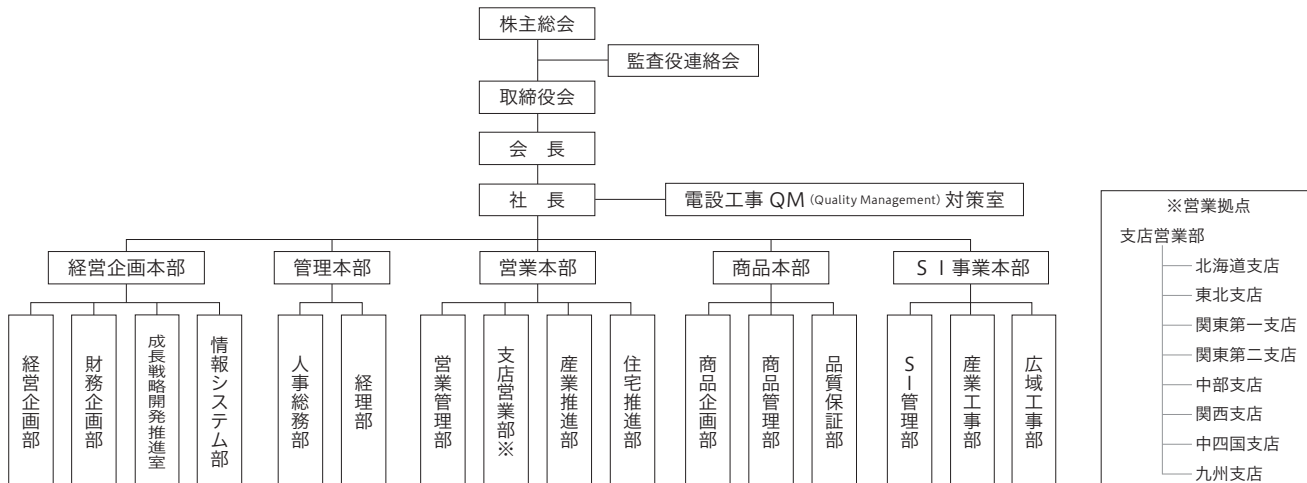 株主総会
監査役連絡会
取締役会
会　長
社　長
電設工事 QM (Quality Management) 対策室
経営企画本部
管理本部
営業本部
商品本部
ＳＩ事業本部
経営企画部
財務企画部
成長戦略開発推進室
情報システム部
人事総務部
経理部
営業管理部
支店営業部※
産業推進部
住宅推進部
商品企画部
商品管理部
品質保証部
SI管理部
産業工事部
広域工事部
※営業拠点
支店営業部
北海道支店
東北支店
関東第一支店
関東第二支店
中部支店
関西支店
中四国支店
九州支店